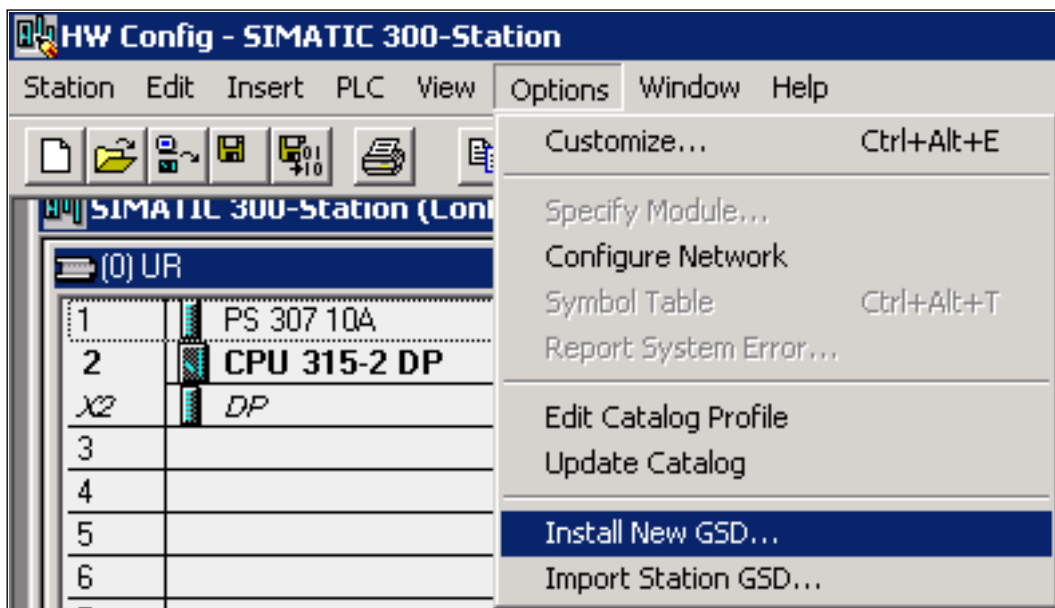 HW Config - SIMATIC 300-Station
Station Edit Insert PLC View Options Window Help
Customize... Ctrl+Alt+E
SIMATIC 300-Station (Conf
Specify Module...
(0) UR
Configure Network
1 PS 307 10A
Symbol Table Ctrl+Alt+T
2 CPU 315-2 DP
Report System Error...
X2 DP
Edit Catalog Profile
3
Update Catalog
4
5
Install New GSD...
6
Import Station GSD...